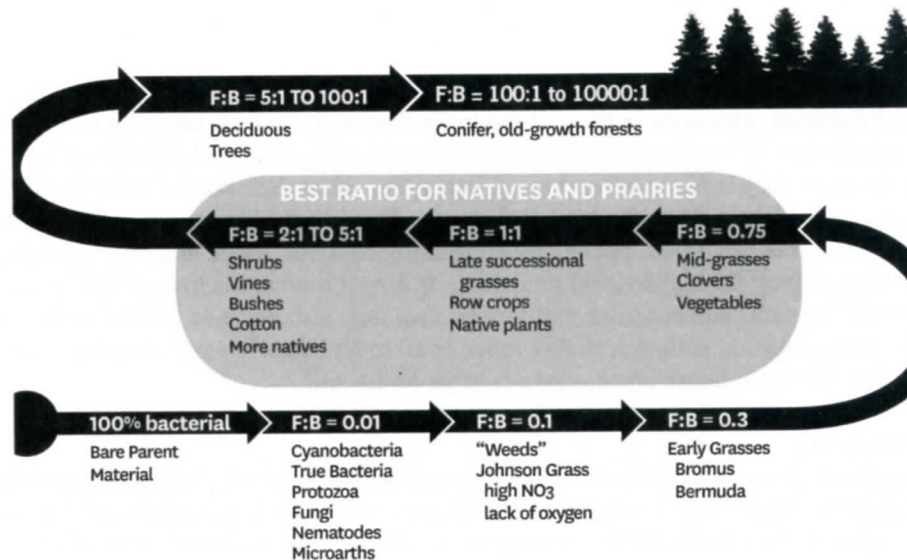 F:B = 5:1 TO 100:1
Deciduous
Trees
F:B = 100:1 to 10000:1
Conifer, old-growth forests
BEST RATIO FOR NATIVES AND PRAIRIES
F:B = 2:1 TO 5:1
Shrubs
Vines
Bushes
Cotton
More natives
F:B = 1:1
Late successional
grasses
Row crops
Native plants
F:B = 0.75
Mid-grasses
Clovers
Vegetables
100% bacterial
Bare Parent
Material
F:B = 0.01
Cyanobacteria
True Bacteria
Protozoa
Fungi
Nematodes
Microarths
F:B = 0.1
“Weeds”
Johnson Grass
high NO3
lack of oxygen
F:B = 0.3
Early Grasses
Bromus
Bermuda